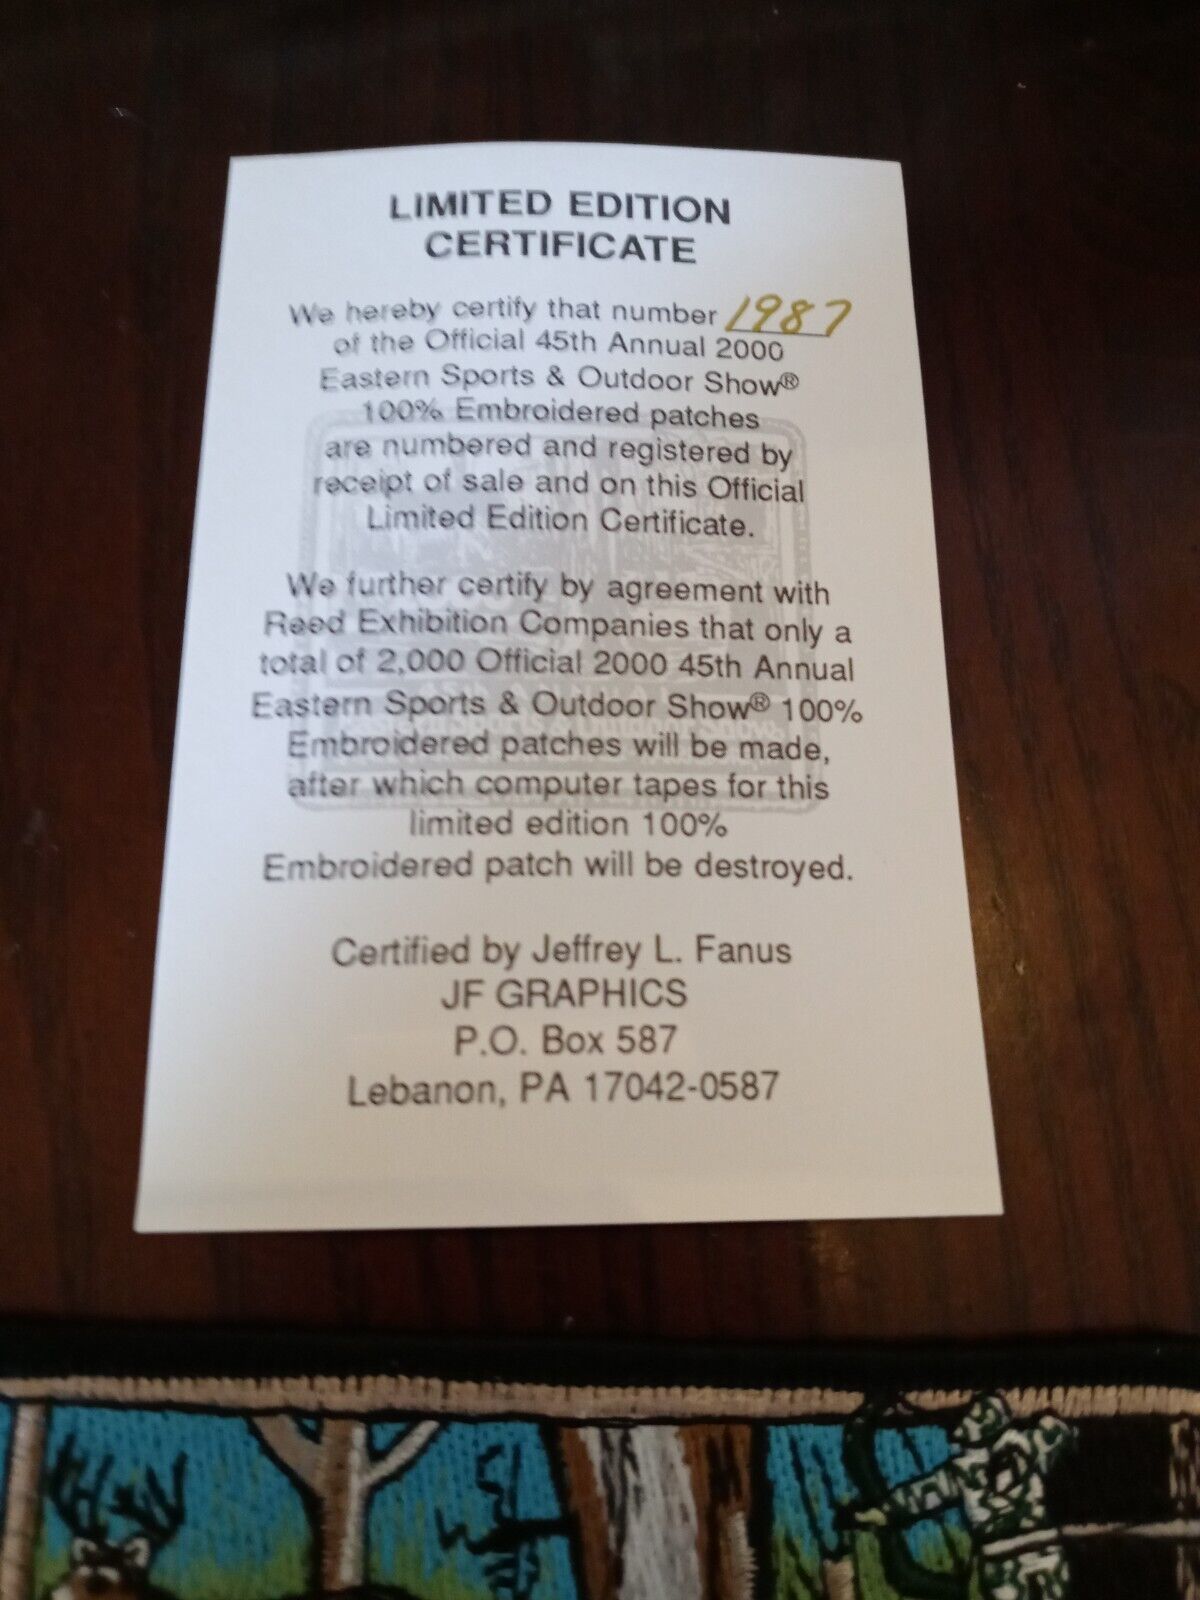 LIMITED EDITION
CERTIFICATE
We hereby certify that number 1987
of the Official 45th Annual 2000
Eastern Sports & Outdoor Show®
100% Embroidered patches
are numbered and registered by
receipt of sale and on this Official
Limited Edition Certificate.
We further certify by agreement with
Reed Exhibition Companies that only a
total of 2,000 Official 2000 45th Annual
Eastern Sports & Outdoor Show® 100%
Embroidered patches will be made,
after which computer tapes for this
limited edition 100%
Embroidered patch will be destroyed.
Certified by Jeffrey L. Fanus
JF GRAPHICS
P.O. Box 587
Lebanon, PA 17042-0587